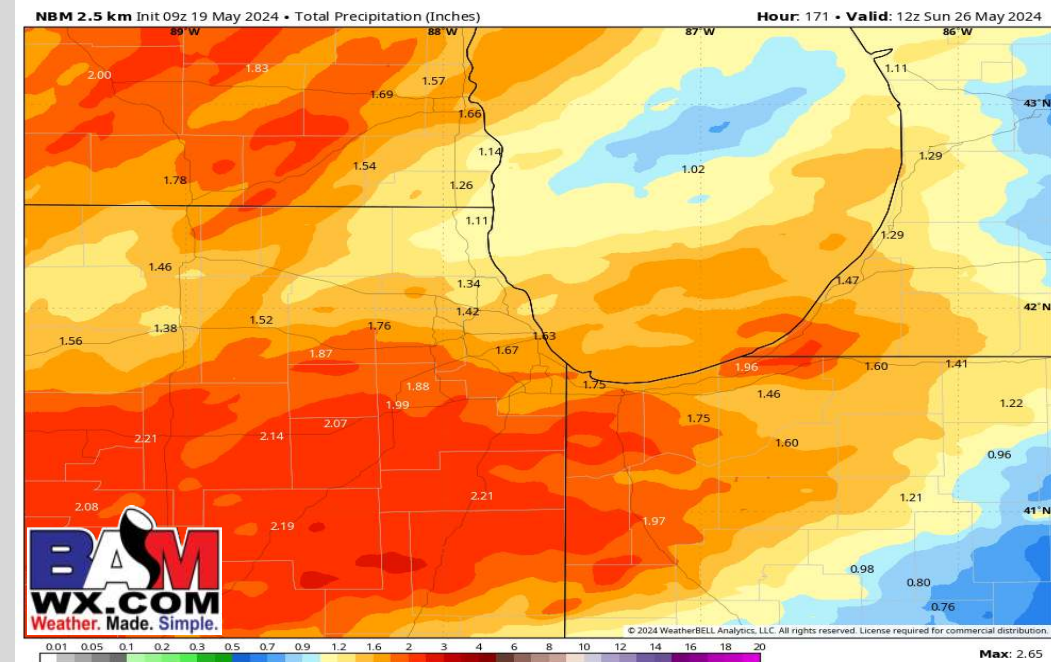 NBM 2.5 km Init 09z 19 May 2024 • Total Precipitation (Inches) Hour: 171 • Valid: 12z Sun 26 May 2024
89°W 88°W 87°W 86°W
2.00 1.83 1.57 1.11
1.69
1.66 43°N
1.14 1.29
1.54 1.02
1.78 1.26
1.11
1.29
1.46
1.34 1.47
1.42 42°N
1.38 1.52 1.76
1.56 1.63
1.87 1.67
1.96 1.60 1.41
1.88 1.75
1.99 1.46 1.22
2.07 1.75
2.21 2.14 1.60
0.96
2.21 1.21
2.08 41°N
2.19 1.97
0.98
0.80
0.76
BAM
WX.COM
Weather. Made. Simple.
© 2024 WeatherBELL Analytics, LLC. All rights reserved. License required for commercial distribution.
0.01 0.05 0.1 0.2 0.3 0.5 0.7 0.9 1.2 1.6 2 3 4 6 8 10 12 14 16 18 20
Max: 2.65